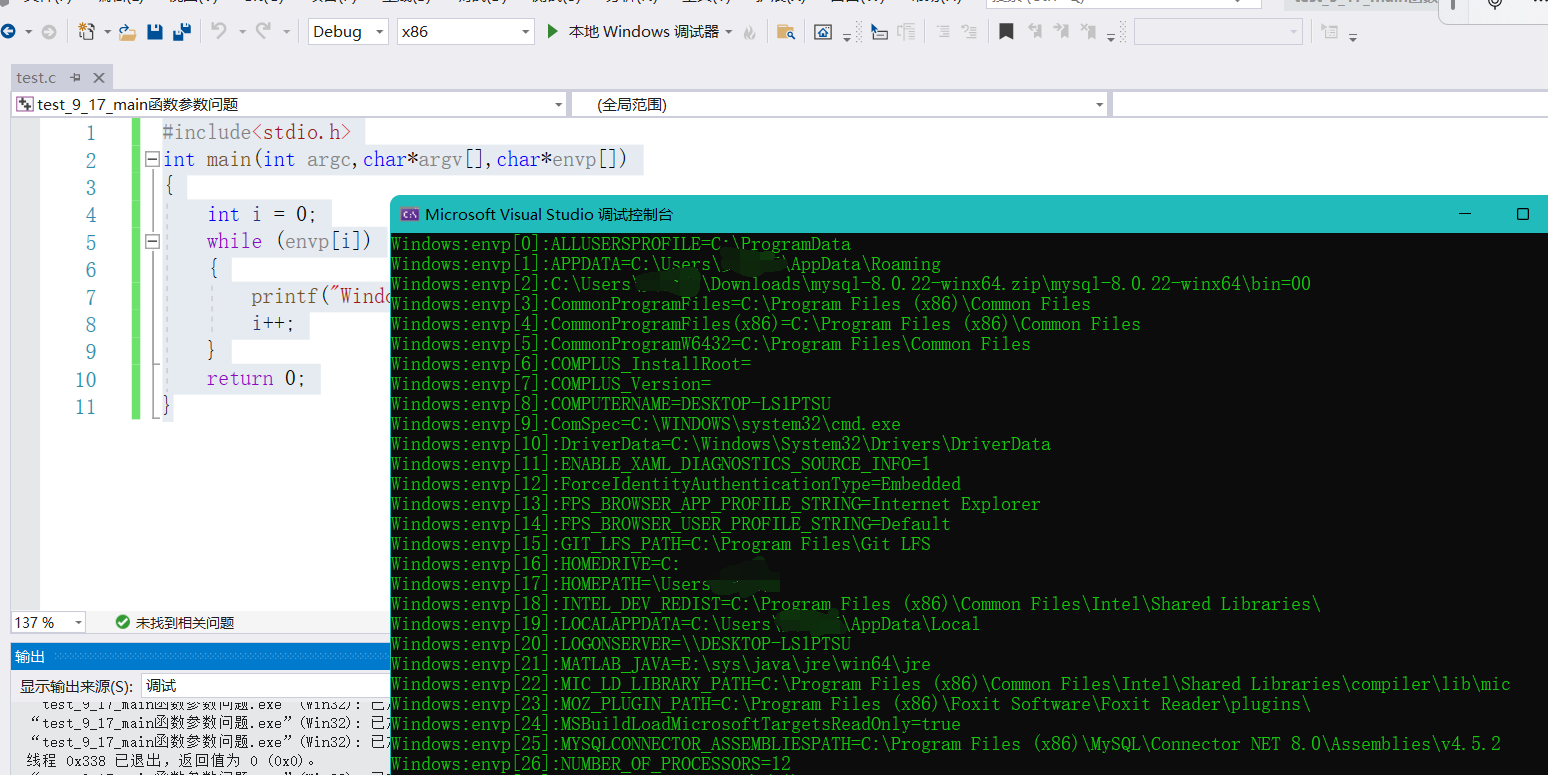 Debug
x86
本地 Windows 调试器
test.c
test_9_17_main函数参数问题
(全局范围)
1 #include<stdio.h>
2 int main(int argc,char*argv[],char*envp[])
3 {
4 int i = 0;
5 while (envp[i])
6 {
7 printf("Windo
8 i++;
9 }
10 return 0;
11 }
Microsoft Visual Studio 调试控制台
Windows:envp[0]:ALLUSERSPROFILE=C:\ProgramData
Windows:envp[1]:APPDATA=C:\Users\ \AppData\Roaming
Windows:envp[2]:C:\Users\ \Downloads\mysql-8.0.22-winx64.zip\mysql-8.0.22-winx64\bin=00
Windows:envp[3]:CommonProgramFiles=C:\Program Files (x86)\Common Files
Windows:envp[4]:CommonProgramFiles(x86)=C:\Program Files (x86)\Common Files
Windows:envp[5]:CommonProgramW6432=C:\Program Files\Common Files
Windows:envp[6]:COMPLUS_InstallRoot=
Windows:envp[7]:COMPLUS_Version=
Windows:envp[8]:COMPUTERNAME=DESKTOP-LS1PTSU
Windows:envp[9]:ComSpec=C:\WINDOWS\system32\cmd.exe
Windows:envp[10]:DriverData=C:\Windows\System32\Drivers\DriverData
Windows:envp[11]:ENABLE_XAML_DIAGNOSTICS_SOURCE_INFO=1
Windows:envp[12]:ForceIdentityAuthenticationType=Embedded
Windows:envp[13]:FPS_BROWSER_APP_PROFILE_STRING=Internet Explorer
Windows:envp[14]:FPS_BROWSER_USER_PROFILE_STRING=Default
Windows:envp[15]:GIT_LFS_PATH=C:\Program Files\Git LFS
Windows:envp[16]:HOMEDRIVE=C:
Windows:envp[17]:HOMEPATH=\Users
Windows:envp[18]:INTEL_DEV_REDIST=C:\Program Files (x86)\Common Files\Intel\Shared Libraries\
Windows:envp[19]:LOCALAPPDATA=C:\Users\ \AppData\Local
Windows:envp[20]:LOGONSERVER=\\DESKTOP-LS1PTSU
Windows:envp[21]:MATLAB_JAVA=E:\sys\java\jre\win64\jre
Windows:envp[22]:MIC_LD_LIBRARY_PATH=C:\Program Files (x86)\Common Files\Intel\Shared Libraries\compiler\lib\mic
Windows:envp[23]:MOZ_PLUGIN_PATH=C:\Program Files (x86)\Foxit Software\Foxit Reader\plugins\
Windows:envp[24]:MSBuildLoadMicrosoftTargetsReadOnly=true
Windows:envp[25]:MYSQLCONNECTOR_ASSEMBLIESPATH=C:\Program Files (x86)\MySQL\Connector NET 8.0\Assemblies\v4.5.2
Windows:envp[26]:NUMBER_OF_PROCESSORS=12
137 %
未找到相关问题
输出
显示输出来源(S): 调试
“test_9_17_main函数参数问题.exe”(Win32): 已
“test_9_17_main函数参数问题.exe”(Win32): 已
“test_9_17_main函数参数问题.exe”(Win32): 已
线程 0x338 已退出，返回值为 0 (0x0)。